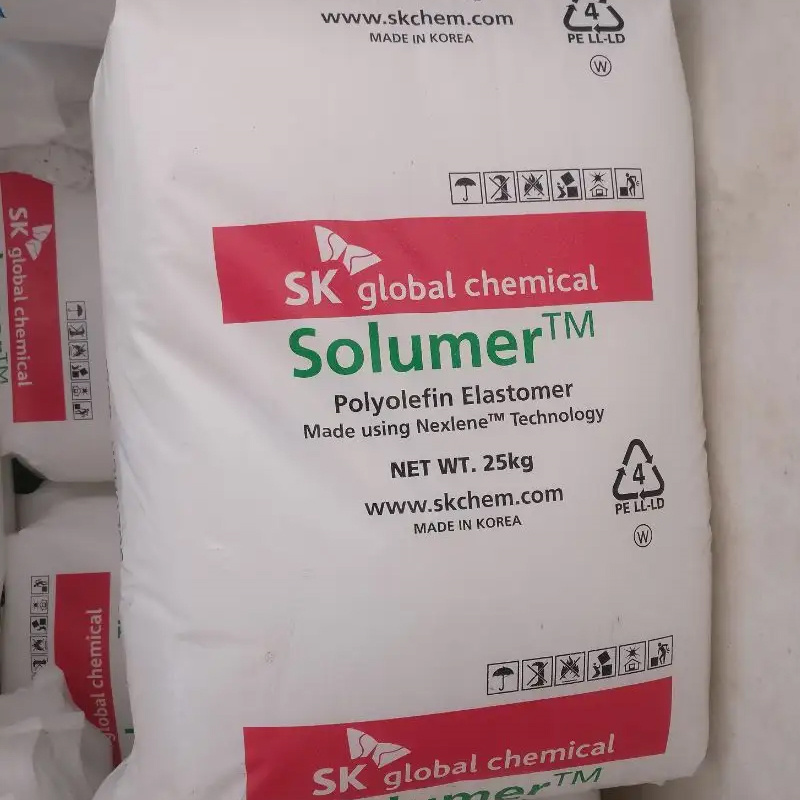 www.skchem.com
MADE IN KOREA
4
PE LL-LD
W
SK global chemical
Solumer™
Polyolefin Elastomer
Made using Nexlene™ Technology
NET WT. 25kg
www.skchem.com
MADE IN KOREA
4
PE LL-LD
W
SK global chemical
Solumer™
SK global chemical
TM
global chemical